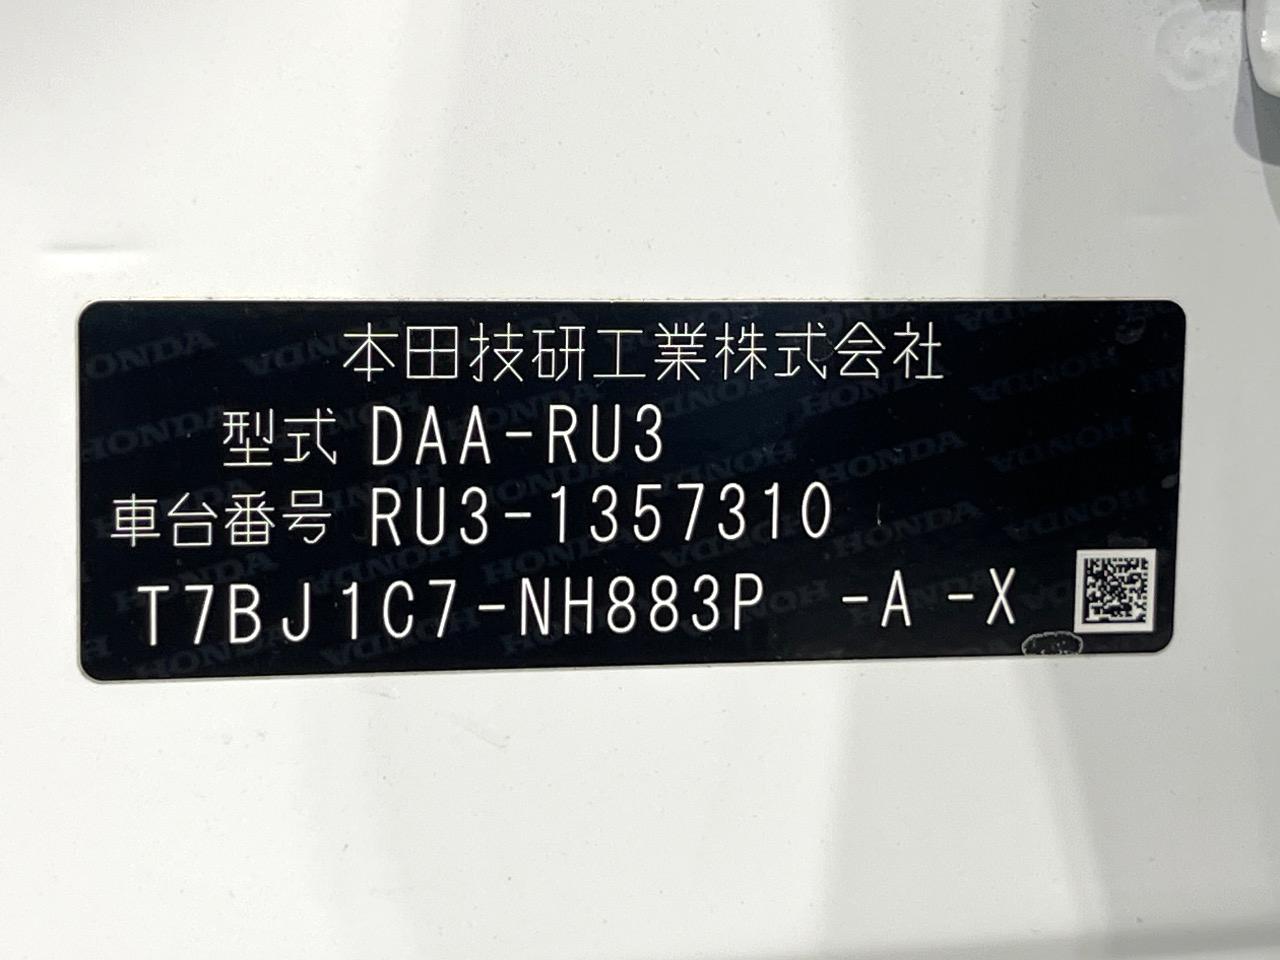 本田技研工業株式会社
型式 DAA-RU3
車台番号 RU3-1357310
T7BJ1C7-NH883P -A -X